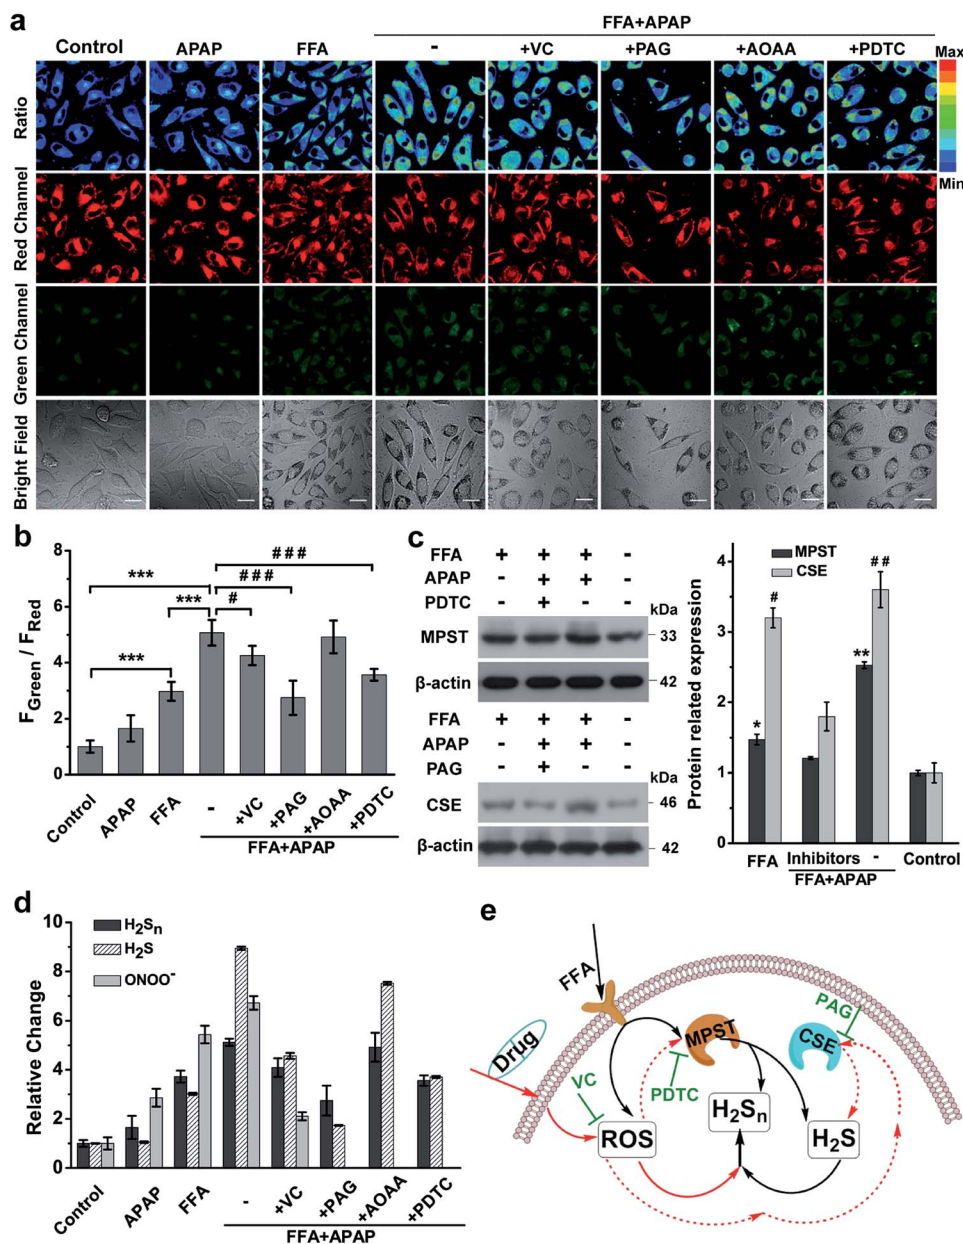 a
FFA+APAP
Control APAP FFA - +VC +PAG +AOAA +PDTC
Max
Ratio
Min
Red Channel
Green Channel
Bright Field
b
F_Green / F_Red
8
6
4
2
0
***
***
***
#
###
###
Control APAP FFA - +VC +PAG +AOAA +PDTC
FFA+APAP
c
FFA + + + -
APAP - + + -
PDTC - + - -
kDa
MPST 33
β-actin 42
FFA + + + -
APAP - + + -
PAG - + - -
kDa
CSE 46
β-actin 42
Protein related expression
MPST
CSE
4
3
2
1
0
*
#
**
##
FFA Inhibitors - Control
FFA+APAP
d
Relative Change
H₂Sₙ
H₂S
ONOO⁻
10
8
6
4
2
0
Control APAP FFA - +VC +PAG +AOAA +PDTC
FFA+APAP
e
FFA
Drug
VC
ROS
MPST
PDTC
H₂Sₙ
PAG
CSE
H₂S